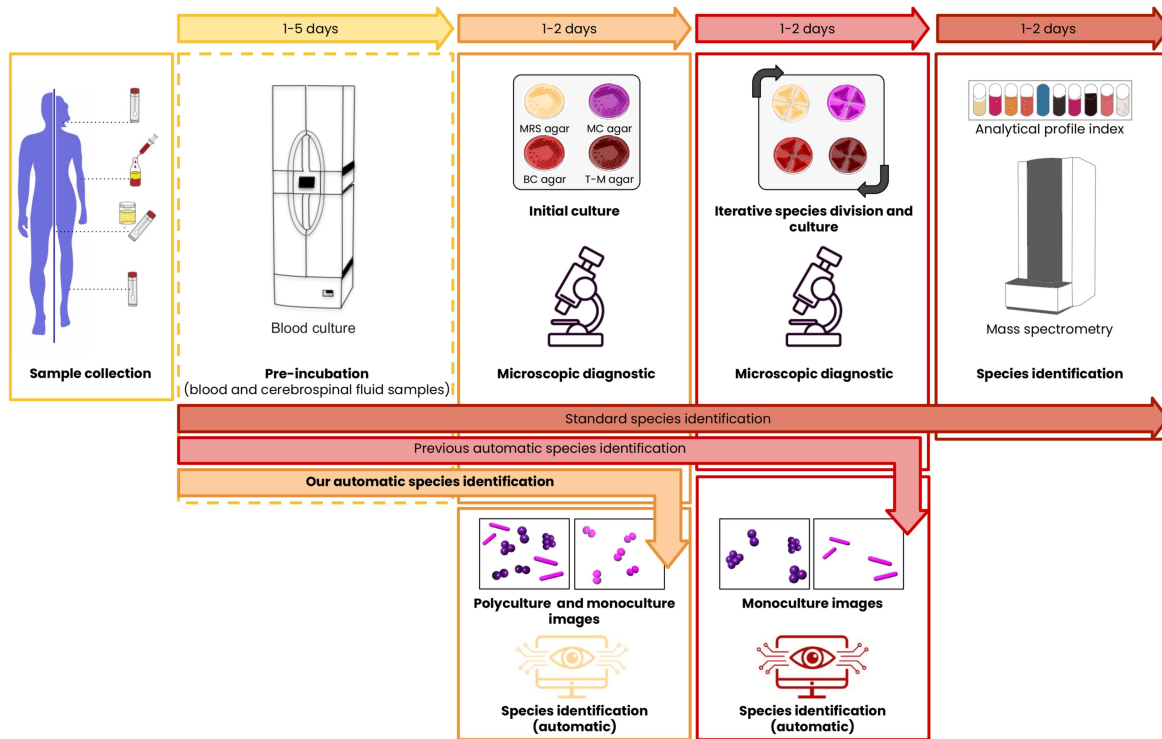 1-5 days
1-2 days
1-2 days
1-2 days
Sample collection
Blood culture
Pre-incubation
(blood and cerebrospinal fluid samples)
MRS agar
MC agar
BC agar
T-M agar
Initial culture
Microscopic diagnostic
Iterative species division and
culture
Microscopic diagnostic
Analytical profile index
Mass spectrometry
Species identification
Standard species identification
Previous automatic species identification
Our automatic species identification
Polyculture and monoculture
images
Species identification
(automatic)
Monoculture images
Species identification
(automatic)